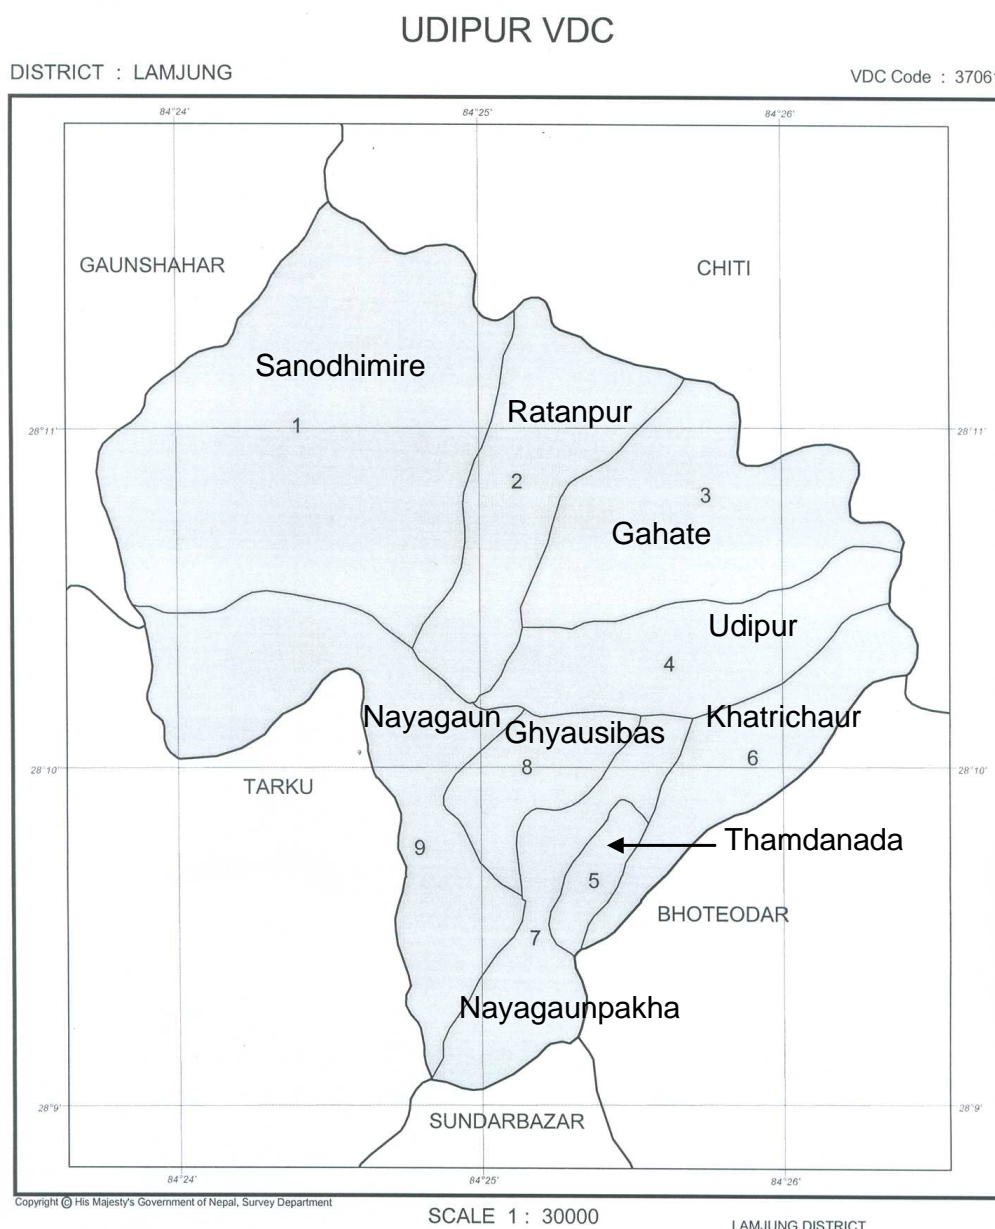 UDIPUR VDC
DISTRICT : LAMJUNG
VDC Code : 37061
84°24'
84°25'
84°26'
GAUNSHAHAR
CHITI
Sanodhimire
Ratanpur
28°11'
1
28°11'
2
3
Gahate
Udipur
4
Nayagaun
Khatrichaur
Ghyausibas
6
28°10'
8
28°10'
TARKU
Thamdanada
9
5
BHOTEODAR
7
Nayagaunpakha
28°9'
28°9'
SUNDARBAZAR
84°24'
84°25'
84°26'
Copyright © His Majesty's Government of Nepal, Survey Department
SCALE 1 : 30000
LAMJUNG DISTRICT